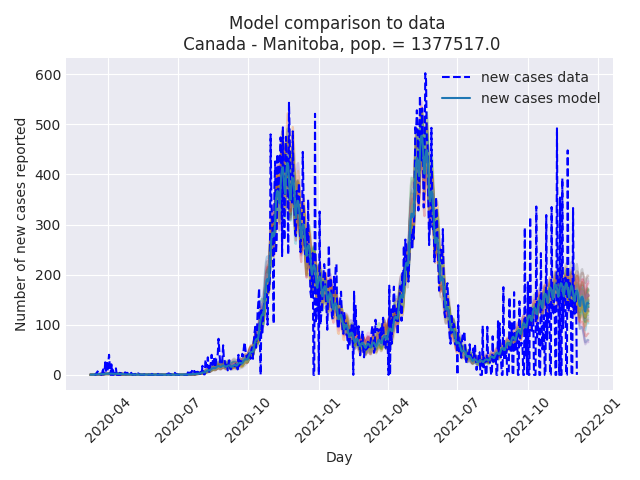 Model comparison to data
Canada - Manitoba, pop. = 1377517.0
new cases data
new cases model
Number of new cases reported
600
500
400
300
200
100
0
2020-04
2020-07
2020-10
2021-01
2021-04
2021-07
2021-10
2022-01
Day